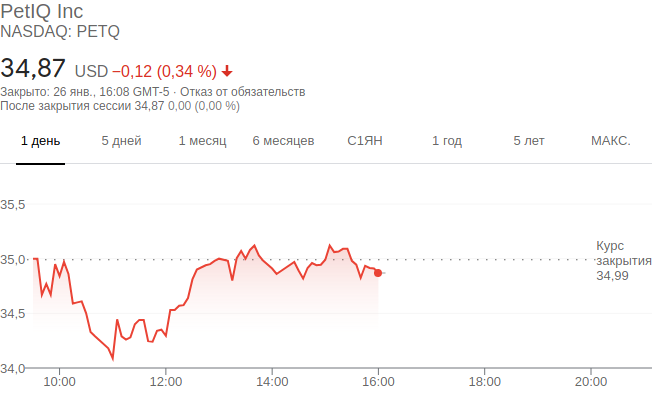 PetIQ Inc
NASDAQ: PETQ
34,87 USD −0,12 (0,34 %)
Закрыто: 26 янв., 16:08 GMT-5 · Отказ от обязательств
После закрытия сессии 34,87 0,00 (0,00 %)
1 день 5 дней 1 месяц 6 месяцев С1ЯН 1 год 5 лет МАКС.
35,5
35,0
34,5
34,0
Курс
закрытия
34,99
10:00 12:00 14:00 16:00 18:00 20:00